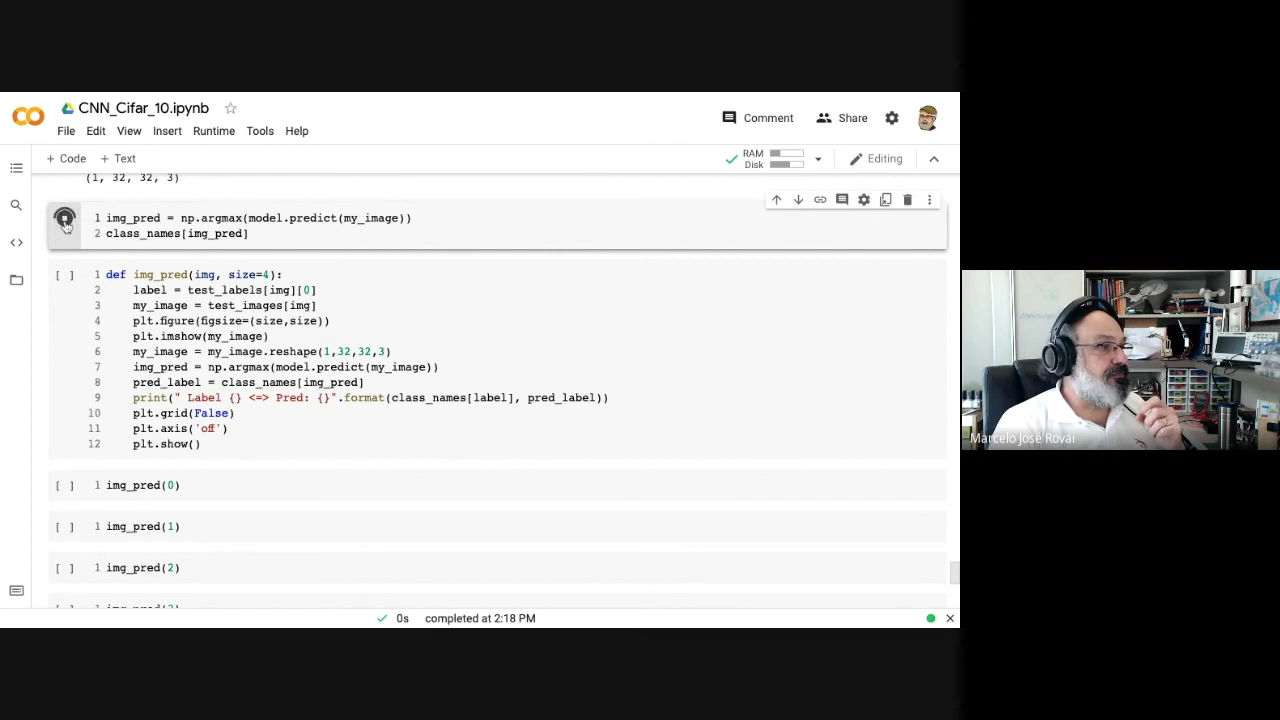 CNN_Cifar_10.ipynb
File Edit View Insert Runtime Tools Help
Comment Share
+ Code + Text
RAM
Disk
Editing
(1, 32, 32, 3)
1 img_pred = np.argmax(model.predict(my_image))
2 class_names[img_pred]
[ ] 1 def img_pred(img, size=4):
2 label = test_labels[img][0]
3 my_image = test_images[img]
4 plt.figure(figsize=(size,size))
5 plt.imshow(my_image)
6 my_image = my_image.reshape(1,32,32,3)
7 img_pred = np.argmax(model.predict(my_image))
8 pred_label = class_names[img_pred]
9 print(" Label {} <=> Pred: {}".format(class_names[label], pred_label))
10 plt.grid(False)
11 plt.axis('off')
12 plt.show()
[ ] 1 img_pred(0)
[ ] 1 img_pred(1)
[ ] 1 img_pred(2)
0s completed at 2:18 PM
Marcelo José Rovai